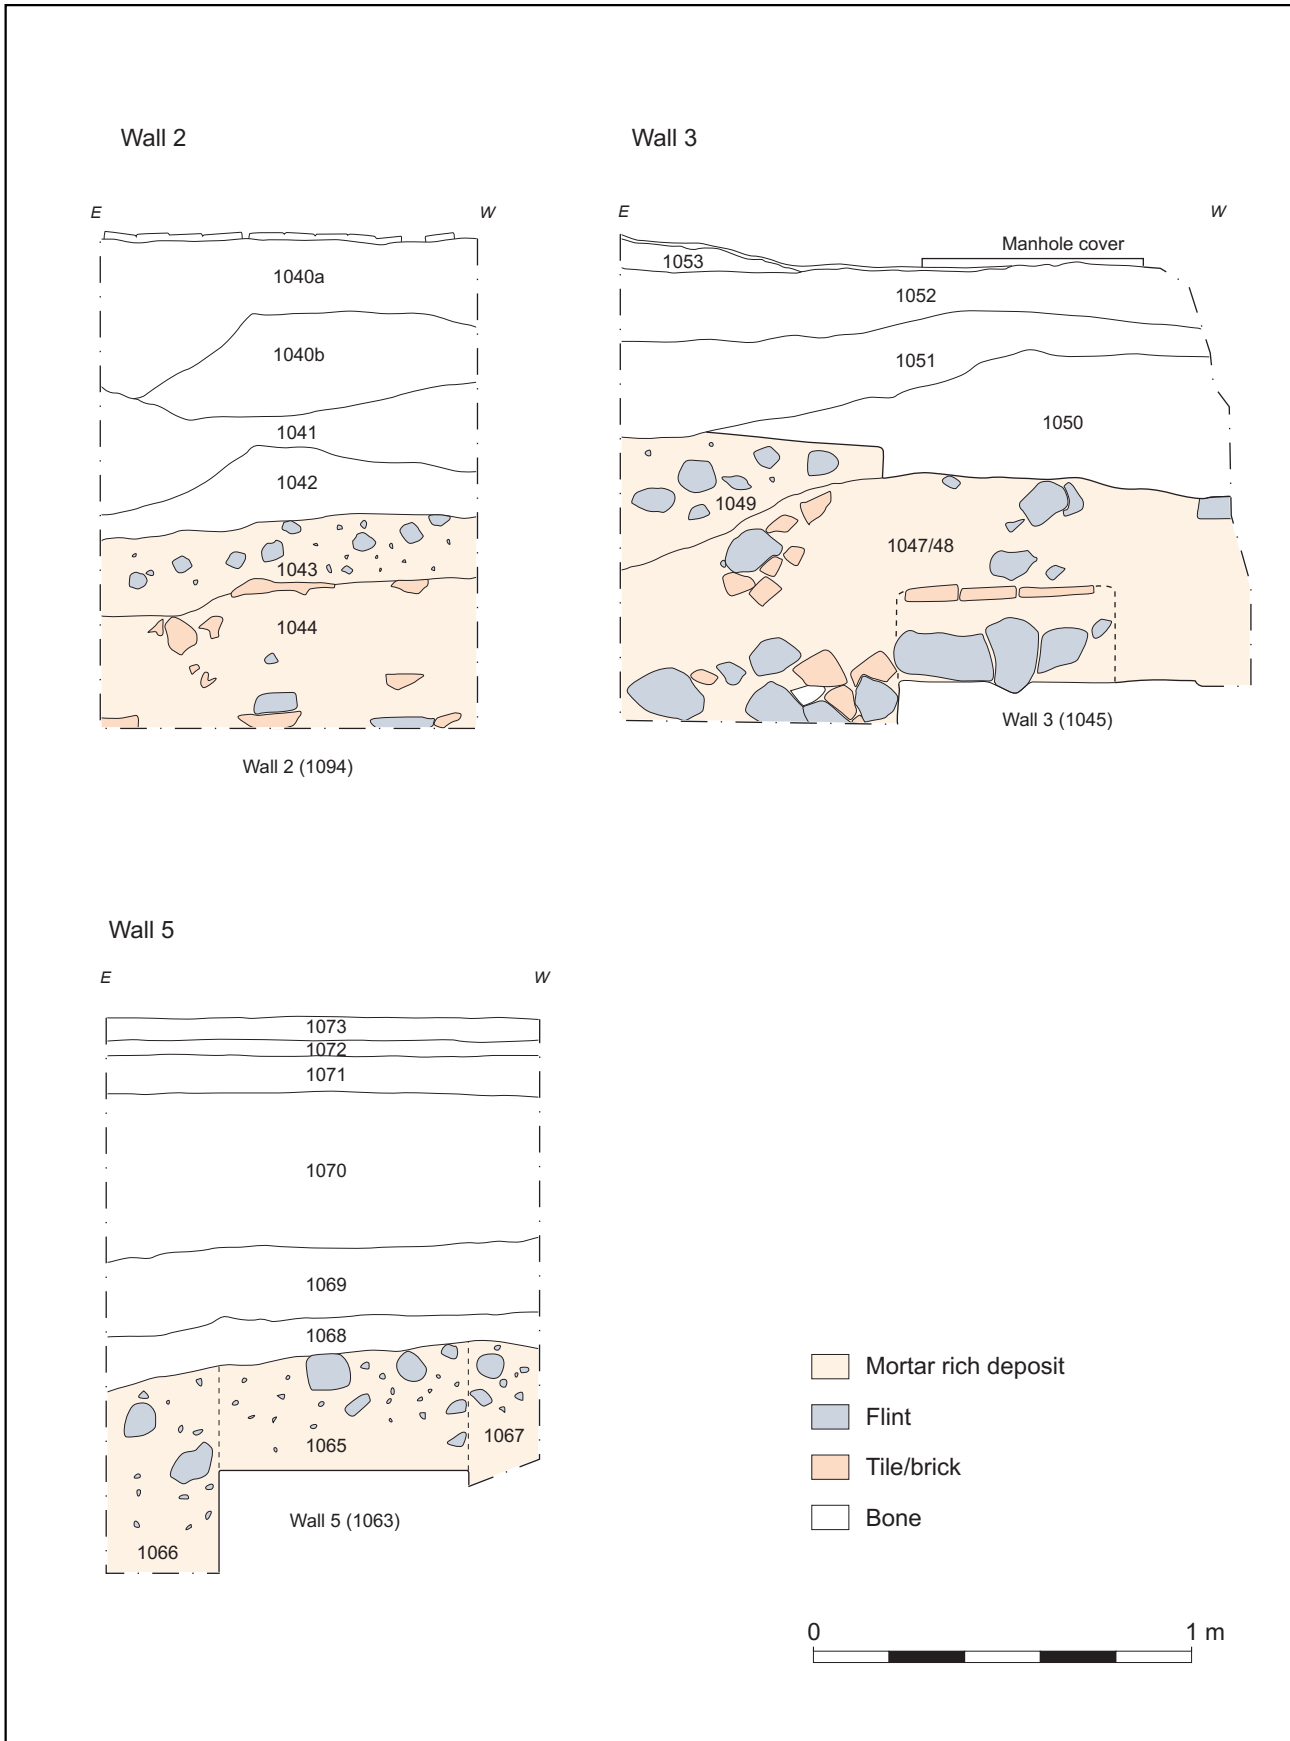 Wall 2
Wall 3
E
W
E
W
Manhole cover
1053
1040a
1052
1040b
1051
1041
1050
1042
1049
1047/48
1043
1044
Wall 3 (1045)
Wall 2 (1094)
Wall 5
E
W
1073
1072
1071
1070
1069
1068
1065
1067
1066
Wall 5 (1063)
Mortar rich deposit
Flint
Tile/brick
Bone
0
1 m